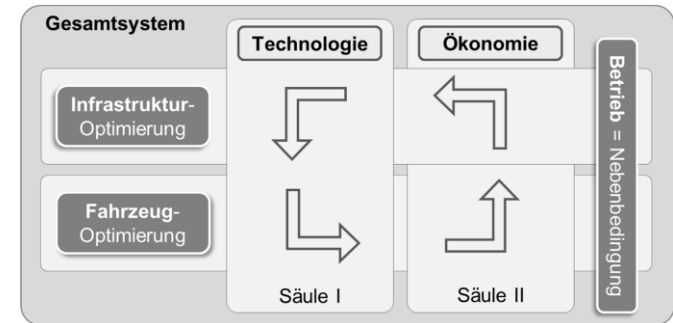 Gesamtsystem
Technologie
Ökonomie
Infrastruktur-
Optimierung
Fahrzeug-
Optimierung
Säule I
Säule II
Betrieb = Nebenbedingung